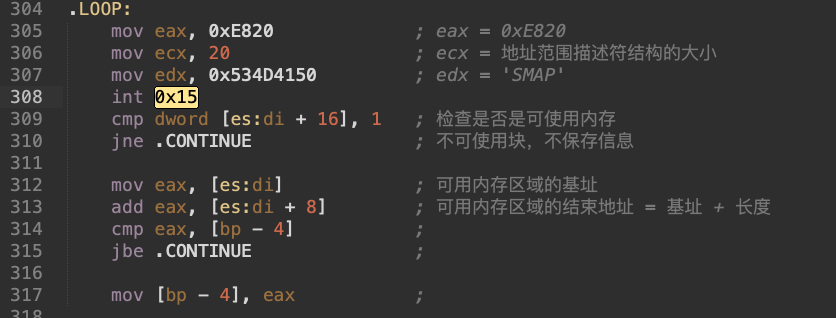 304 .LOOP:
305 mov eax, 0xE820 ; eax = 0xE820
306 mov ecx, 20 ; ecx = 地址范围描述符结构的大小
307 mov edx, 0x534D4150 ; edx = 'SMAP'
308 int 0x15
309 cmp dword [es:di + 16], 1 ; 检查是否是可使用内存
310 jne .CONTINUE ; 不可使用块，不保存信息
311
312 mov eax, [es:di] ; 可用内存区域的基址
313 add eax, [es:di + 8] ; 可用内存区域的结束地址 = 基址 + 长度
314 cmp eax, [bp - 4] ;
315 jbe .CONTINUE ;
316
317 mov [bp - 4], eax ;
318